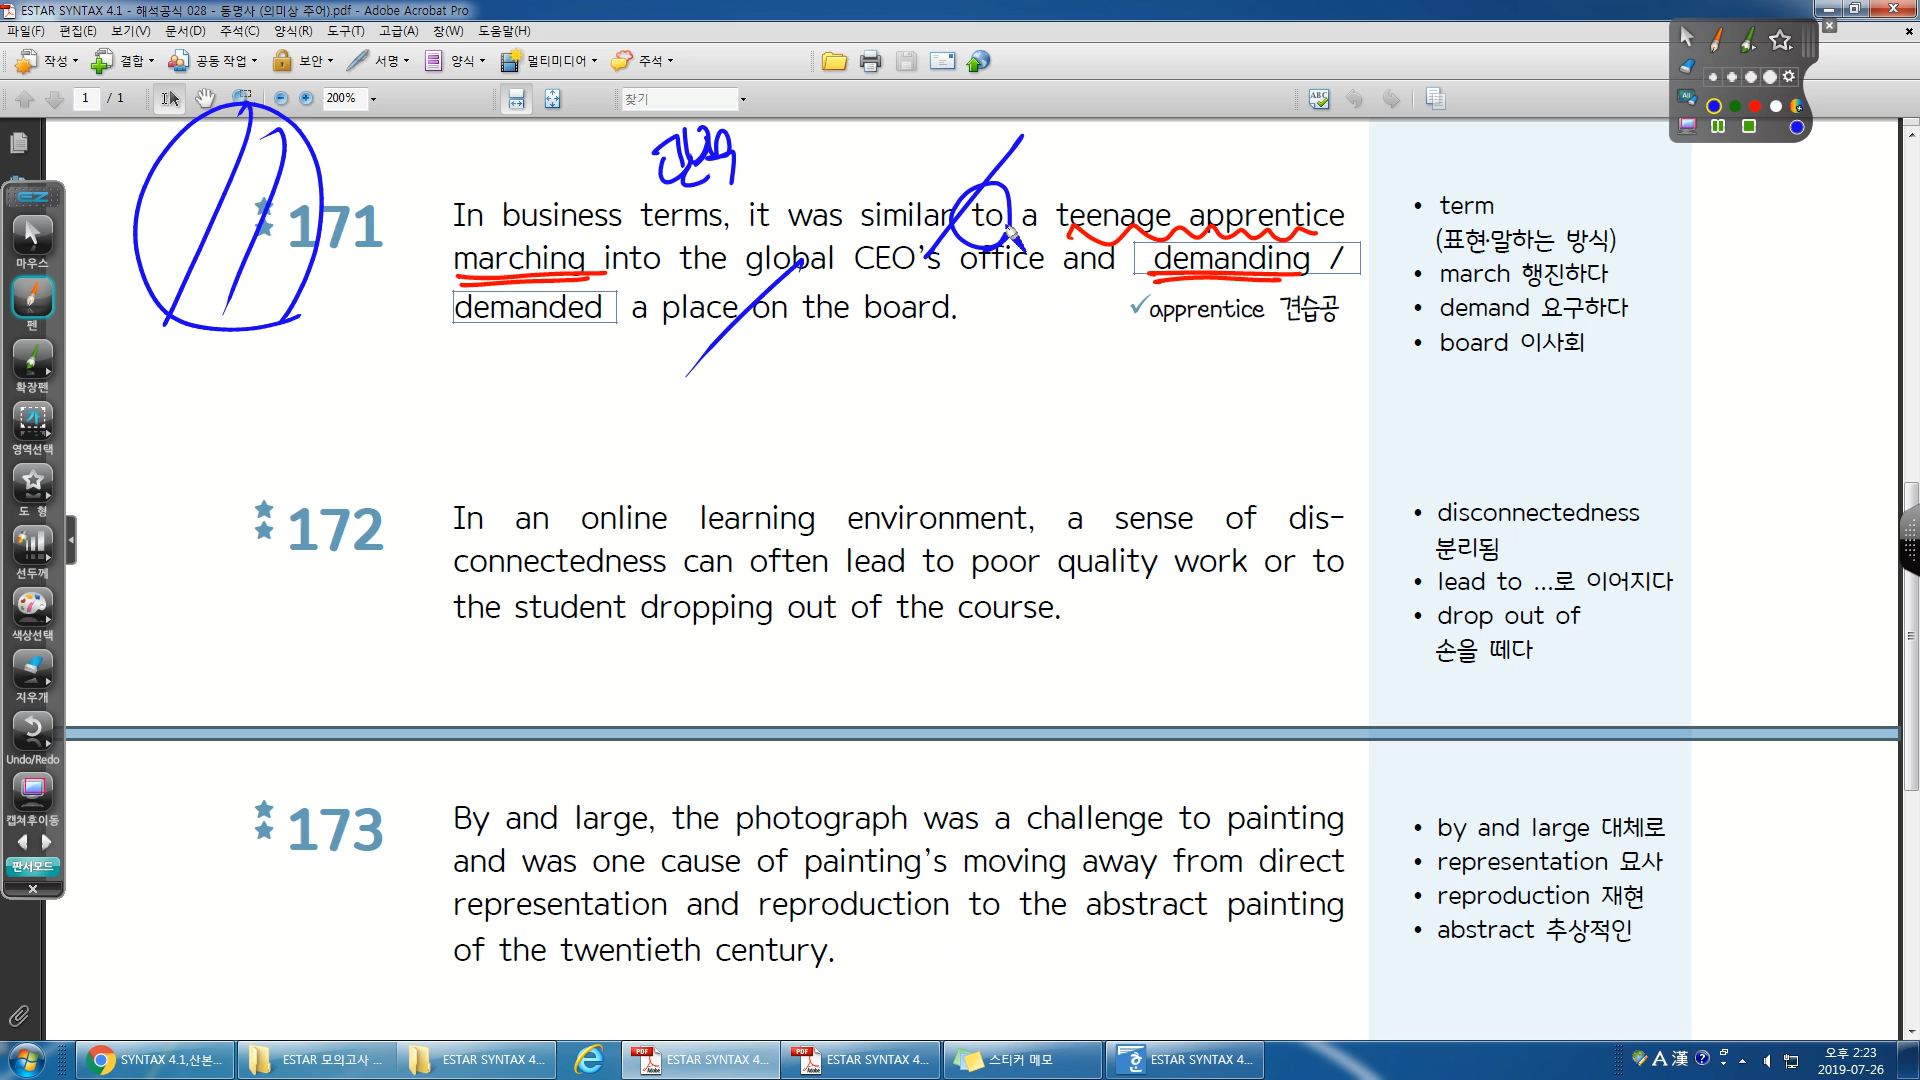 ESTAR SYNTAX 4.1 - 해석공식 028 - 동명사 (의미상 주어).pdf - Adobe Acrobat Pro
파일(F) 편집(E) 보기(V) 문서(D) 주석(C) 양식(R) 도구(T) 고급(A) 창(W) 도움말(H)
작성 결합 공동 작업 보안 서명 양식 멀티미디어 주석
1 / 1 200% 찾기
171
In business terms, it was similar to a teenage apprentice
marching into the global CEO's office and demanding /
demanded a place on the board.
✓apprentice 견습공
• term
(표현·말하는 방식)
• march 행진하다
• demand 요구하다
• board 이사회
172
In an online learning environment, a sense of dis-
connectedness can often lead to poor quality work or to
the student dropping out of the course.
• disconnectedness
분리됨
• lead to ...로 이어지다
• drop out of
손을 떼다
173
By and large, the photograph was a challenge to painting
and was one cause of painting's moving away from direct
representation and reproduction to the abstract painting
of the twentieth century.
• by and large 대체로
• representation 묘사
• reproduction 재현
• abstract 추상적인
EZ
마우스
펜
확장펜
영역선택
도 형
선두께
색상선택
지우개
Undo/Redo
캡쳐후이동
판서모드
SYNTAX 4.1,산본... ESTAR 모의고사 ... ESTAR SYNTAX 4... ESTAR SYNTAX 4... ESTAR SYNTAX 4... 스티커 메모 ESTAR SYNTAX 4...
A 漢
오후 2:23
2019-07-26